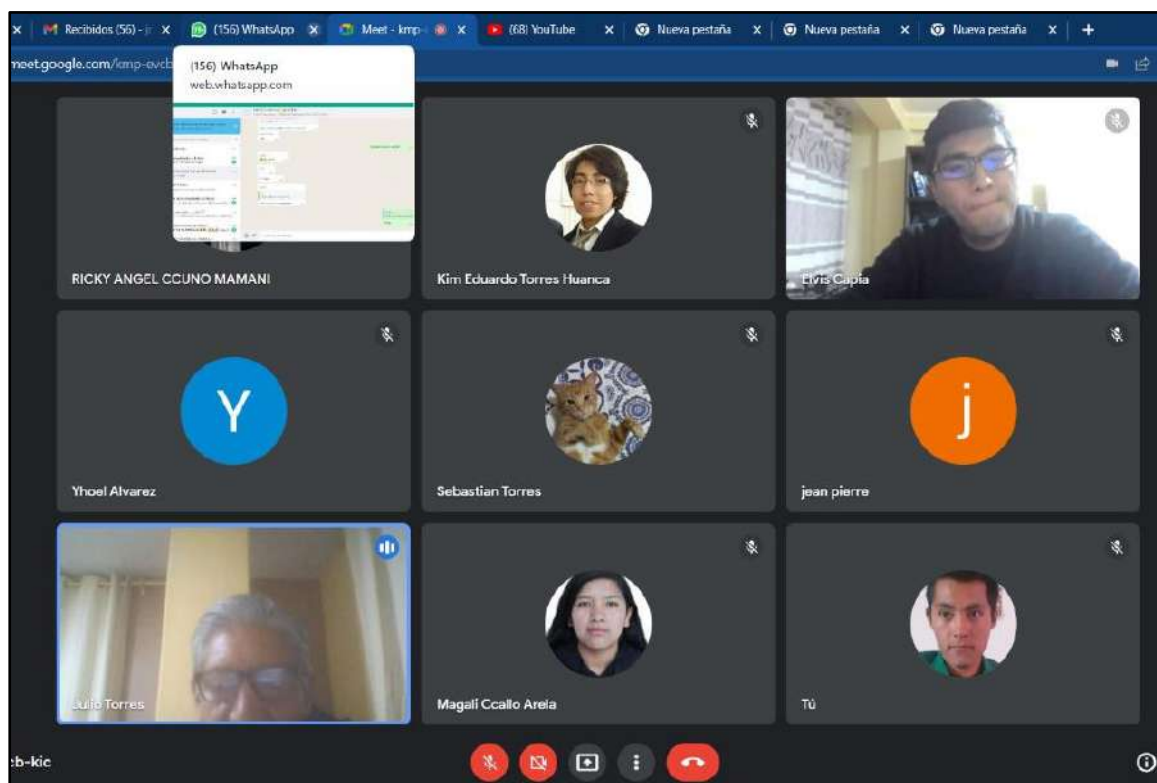 Recibidos (56) - j
(156) WhatsApp
Meet - kmp-
(68) YouTube
Nueva pestaña
Nueva pestaña
Nueva pestaña
meet.google.com/kmp-evcb
(156) WhatsApp
web.whatsapp.com
RICKY ANGEL CCUNO MAMANI
Kim Eduardo Torres Huanca
Elvis Capia
Y
j
Yhoel Alvarez
Sebastian Torres
jean pierre
Julio Torres
Magalí Ccallo Arela
Tú
cb-kic